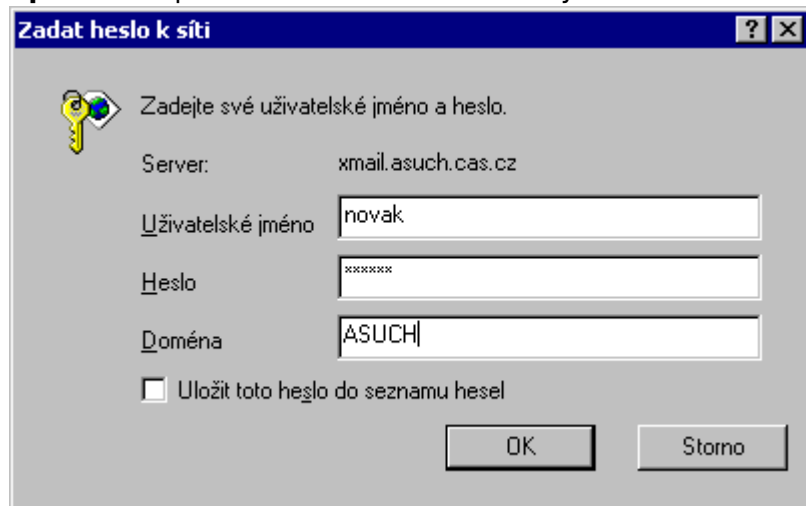 Zadat heslo k síti
Zadejte své uživatelské jméno a heslo.
Server: xmail.asuch.cas.cz
Uživatelské jméno novak
Heslo ××××××
Doména ASUCH
Uložit toto heslo do seznamu hesel
OK Storno